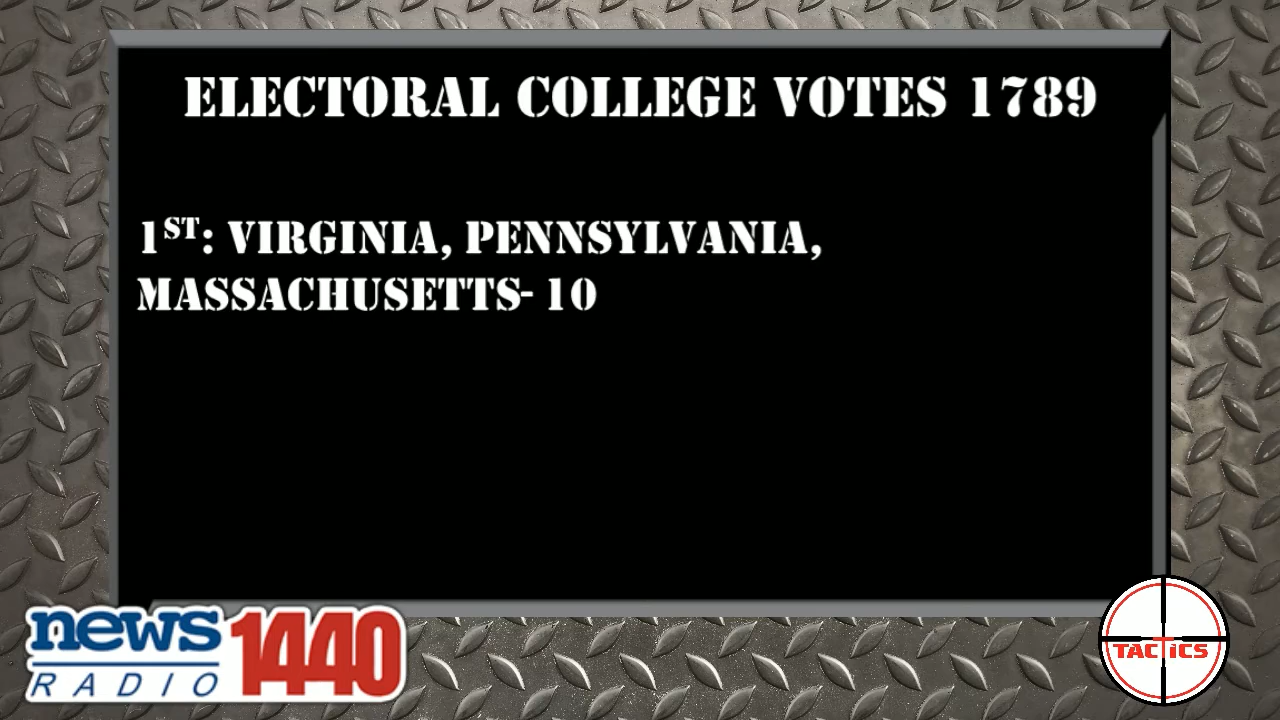 ELECTORAL COLLEGE VOTES 1789
1ST: VIRGINIA, PENNSYLVANIA,
MASSACHUSETTS- 10
news 1440
RADIO
TACTICS